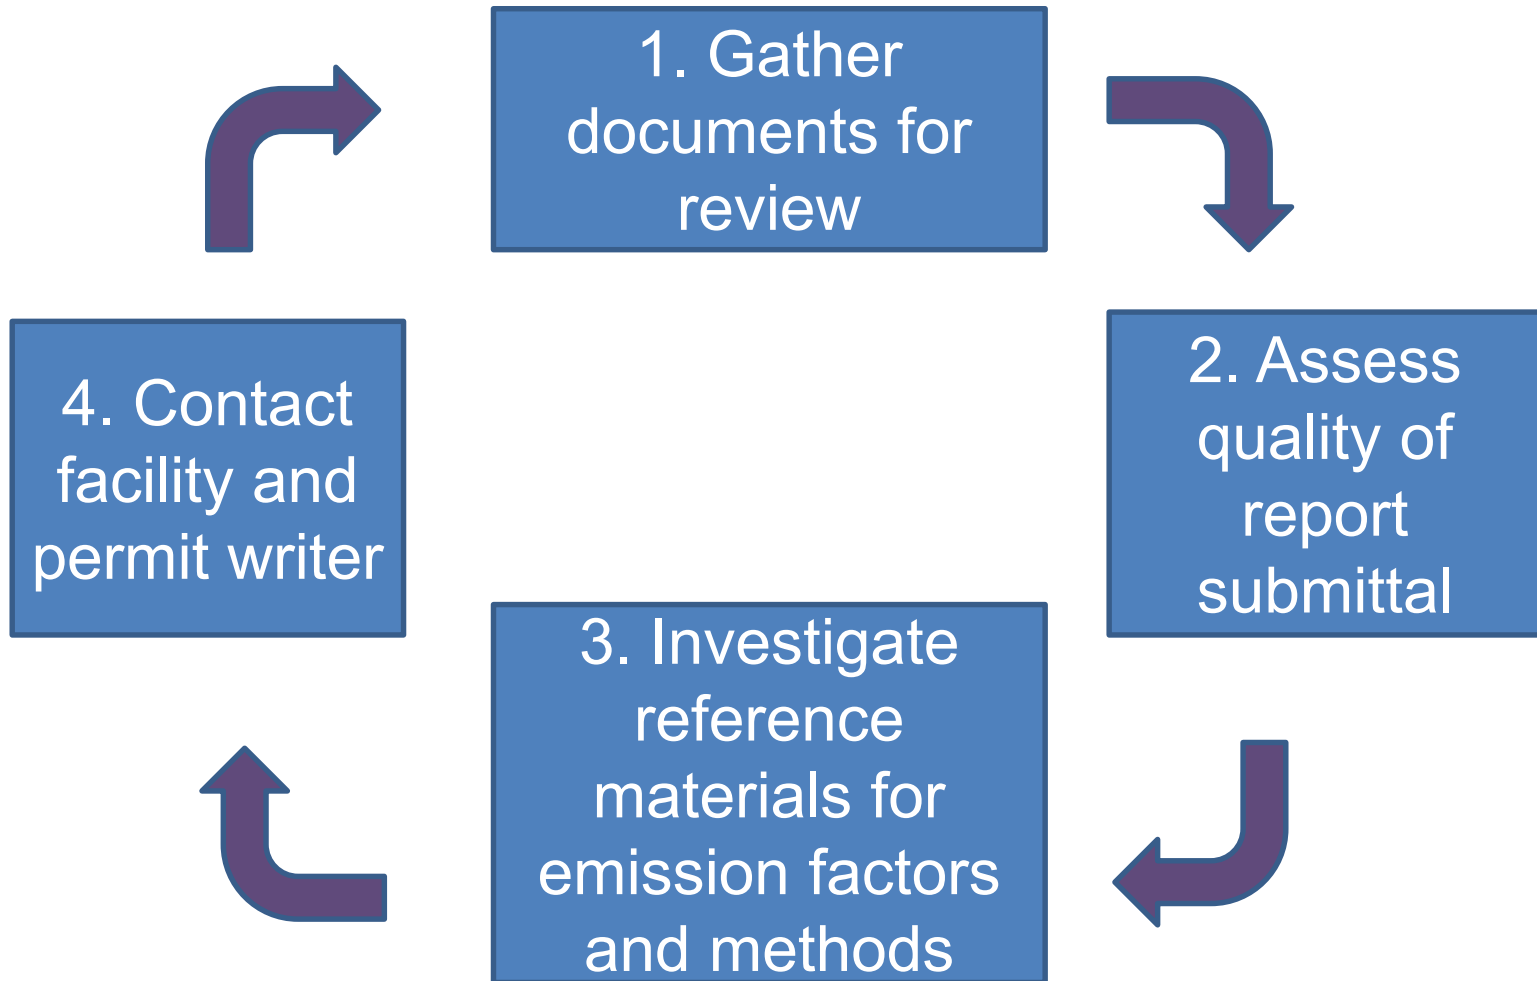 1. Gather
documents for
review
2. Assess
quality of
report
submittal
3. Investigate
reference
materials for
emission factors
and methods
4. Contact
facility and
permit writer